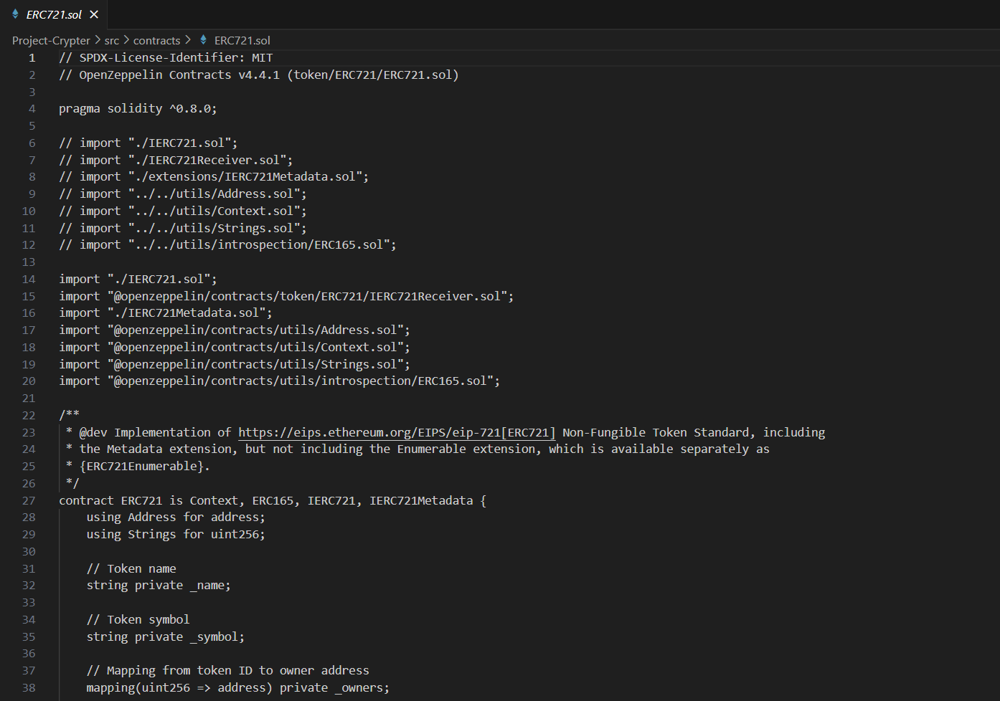 ERC721.sol
Project-Crypter > src > contracts > ERC721.sol
1 // SPDX-License-Identifier: MIT
2 // OpenZeppelin Contracts v4.4.1 (token/ERC721/ERC721.sol)
3
4 pragma solidity ^0.8.0;
5
6 // import "./IERC721.sol";
7 // import "./IERC721Receiver.sol";
8 // import "./extensions/IERC721Metadata.sol";
9 // import "../../utils/Address.sol";
10 // import "../../utils/Context.sol";
11 // import "../../utils/Strings.sol";
12 // import "../../utils/introspection/ERC165.sol";
13
14 import "./IERC721.sol";
15 import "@openzeppelin/contracts/token/ERC721/IERC721Receiver.sol";
16 import "./IERC721Metadata.sol";
17 import "@openzeppelin/contracts/utils/Address.sol";
18 import "@openzeppelin/contracts/utils/Context.sol";
19 import "@openzeppelin/contracts/utils/Strings.sol";
20 import "@openzeppelin/contracts/utils/introspection/ERC165.sol";
21
22 /**
23  * @dev Implementation of https://eips.ethereum.org/EIPS/eip-721[ERC721] Non-Fungible Token Standard, including
24  * the Metadata extension, but not including the Enumerable extension, which is available separately as
25  * {ERC721Enumerable}.
26  */
27 contract ERC721 is Context, ERC165, IERC721, IERC721Metadata {
28     using Address for address;
29     using Strings for uint256;
30
31     // Token name
32     string private _name;
33
34     // Token symbol
35     string private _symbol;
36
37     // Mapping from token ID to owner address
38     mapping(uint256 => address) private _owners;